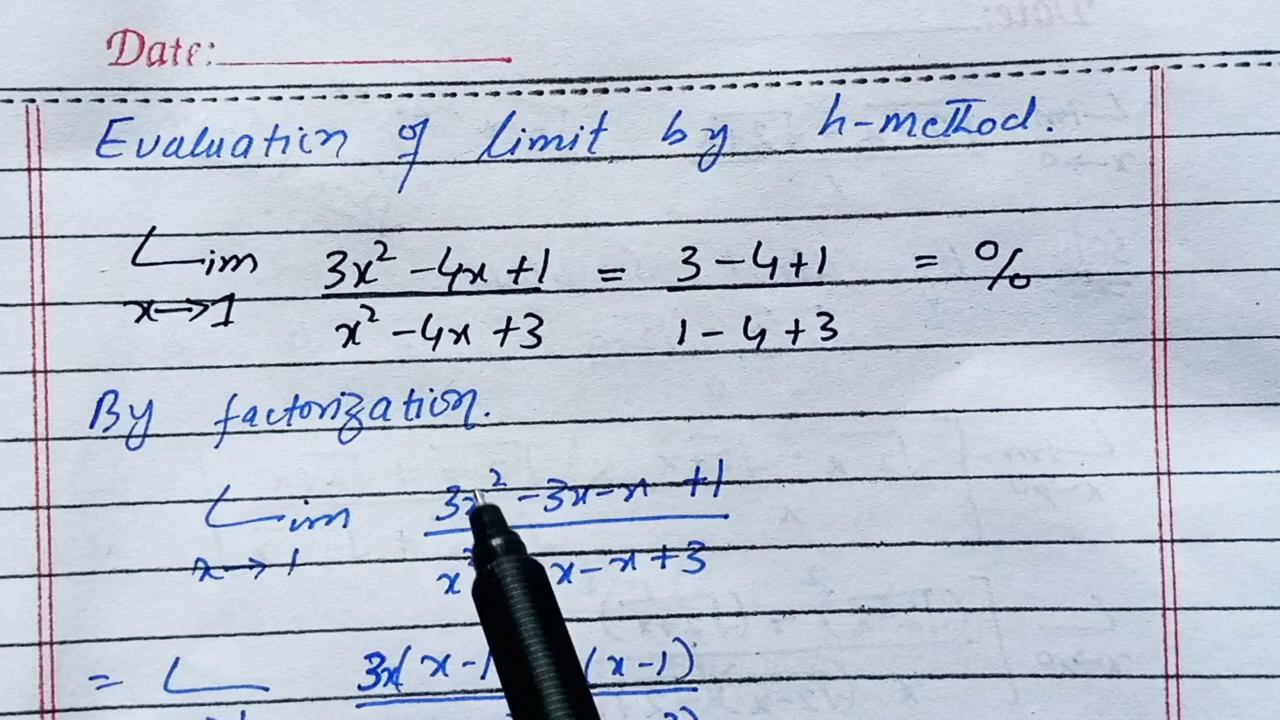 Date:
Evaluation of limit by h-method.
Lim x→1 3x² -4x +1 / x² -4x +3 = 3-4+1 / 1-4+3 = 0/0
By factorization.
Lim x→1 3x² -3x-x +1 / x x-x+3
= L 3x( x-1 (x-1)